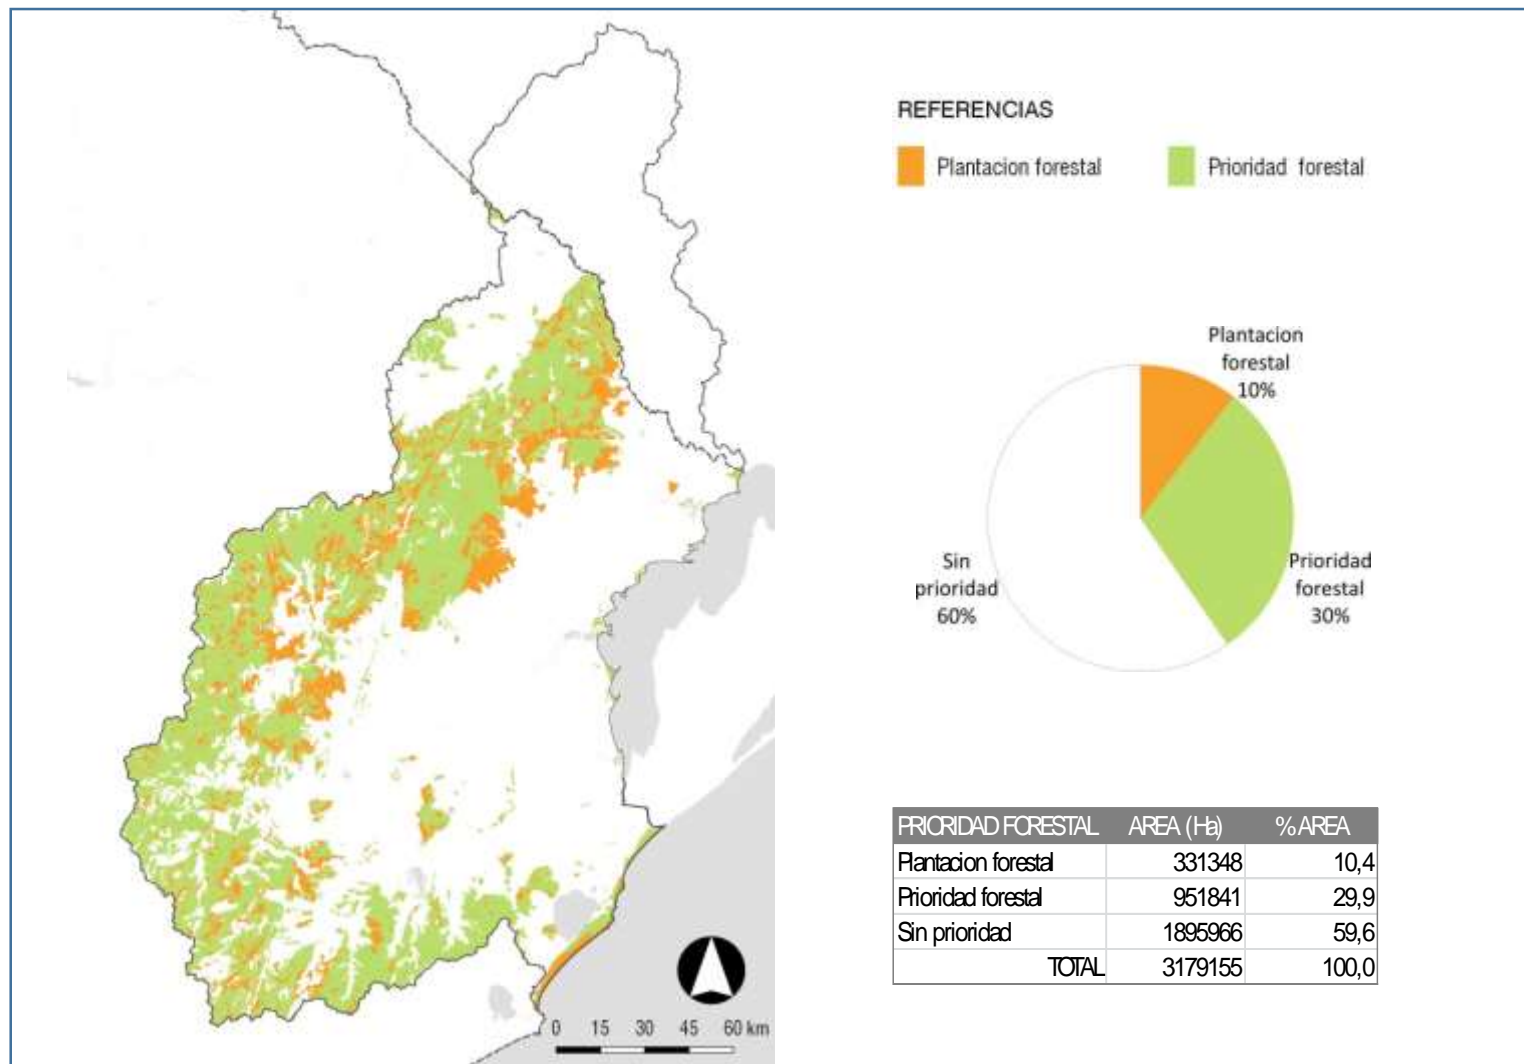 REFERENCIAS
Plantacion forestal
Prioridad forestal
Plantacion
forestal
10%
Sin
prioridad
60%
Prioridad
forestal
30%
PRIORIDAD FORESTAL AREA (Ha) % AREA
Plantacion forestal 331348 10,4
Prioridad forestal 951841 29,9
Sin prioridad 1895966 59,6
TOTAL 3179155 100,0
0 15 30 45 60 km